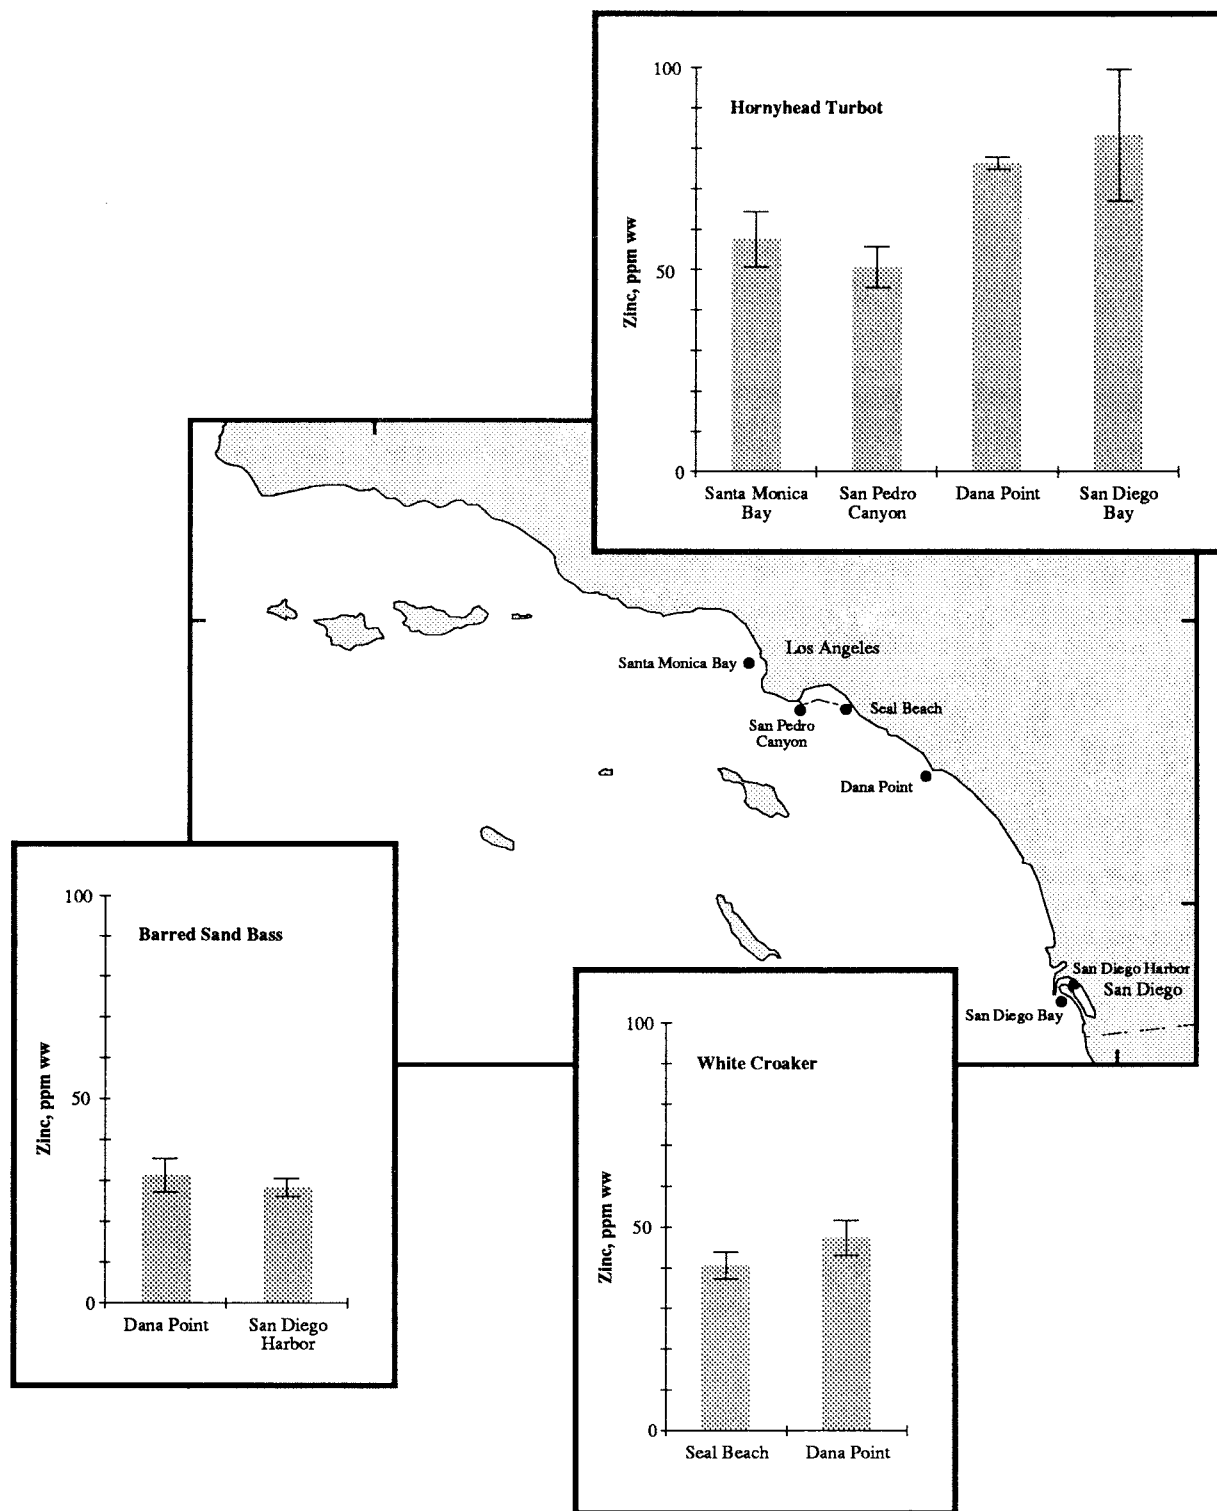 100
Hornyhead Turbot
Zinc, ppm ww
50
0
Santa Monica
Bay
San Pedro
Canyon
Dana Point
San Diego
Bay
Los Angeles
Santa Monica Bay
San Pedro
Canyon
Seal Beach
Dana Point
San Diego Harbor
San Diego
San Diego Bay
100
Barred Sand Bass
Zinc, ppm ww
50
0
Dana Point
San Diego
Harbor
100
White Croaker
Zinc, ppm ww
50
0
Seal Beach
Dana Point